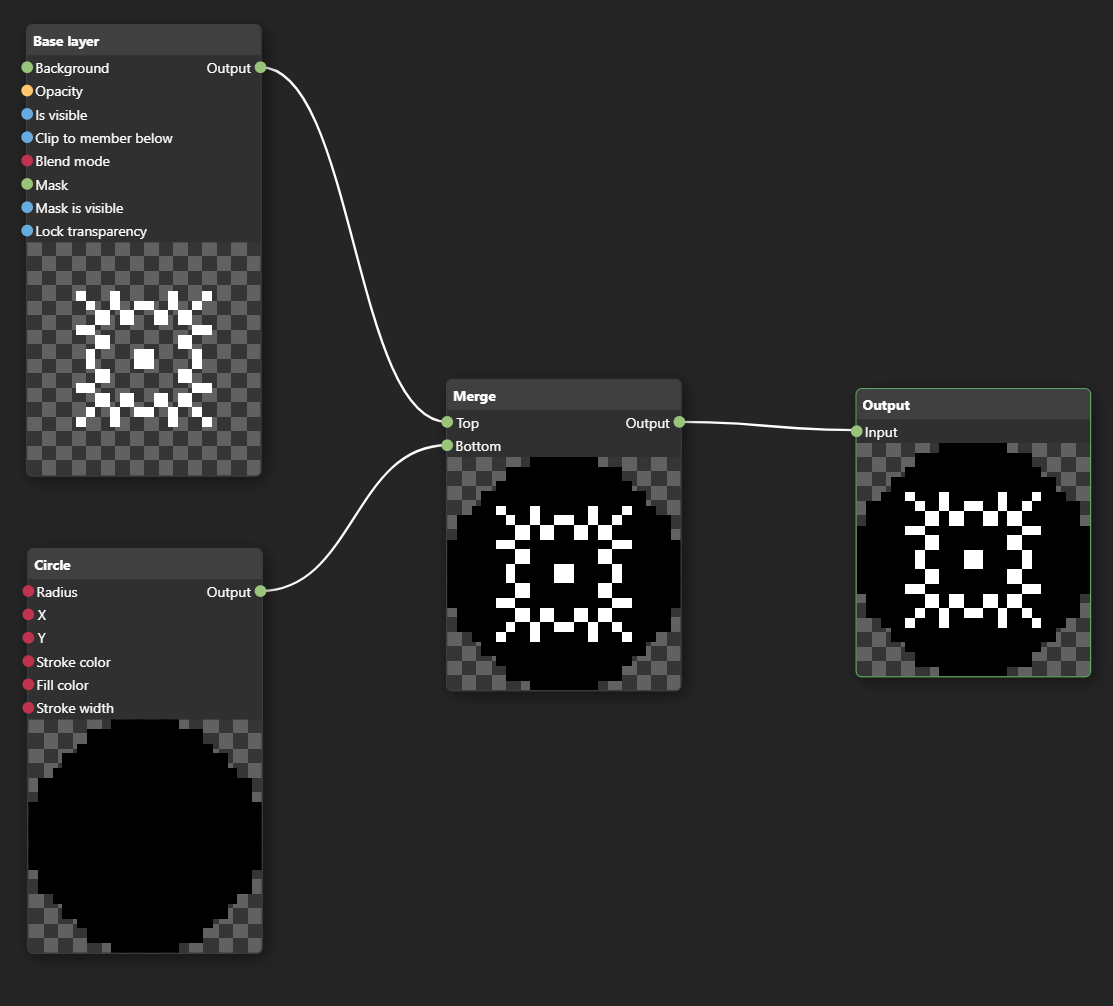 Base layer
Background Output
Opacity
Is visible
Clip to member below
Blend mode
Mask
Mask is visible
Lock transparency
Merge
Top Output
Bottom
Output
Input
Circle
Radius Output
X
Y
Stroke color
Fill color
Stroke width